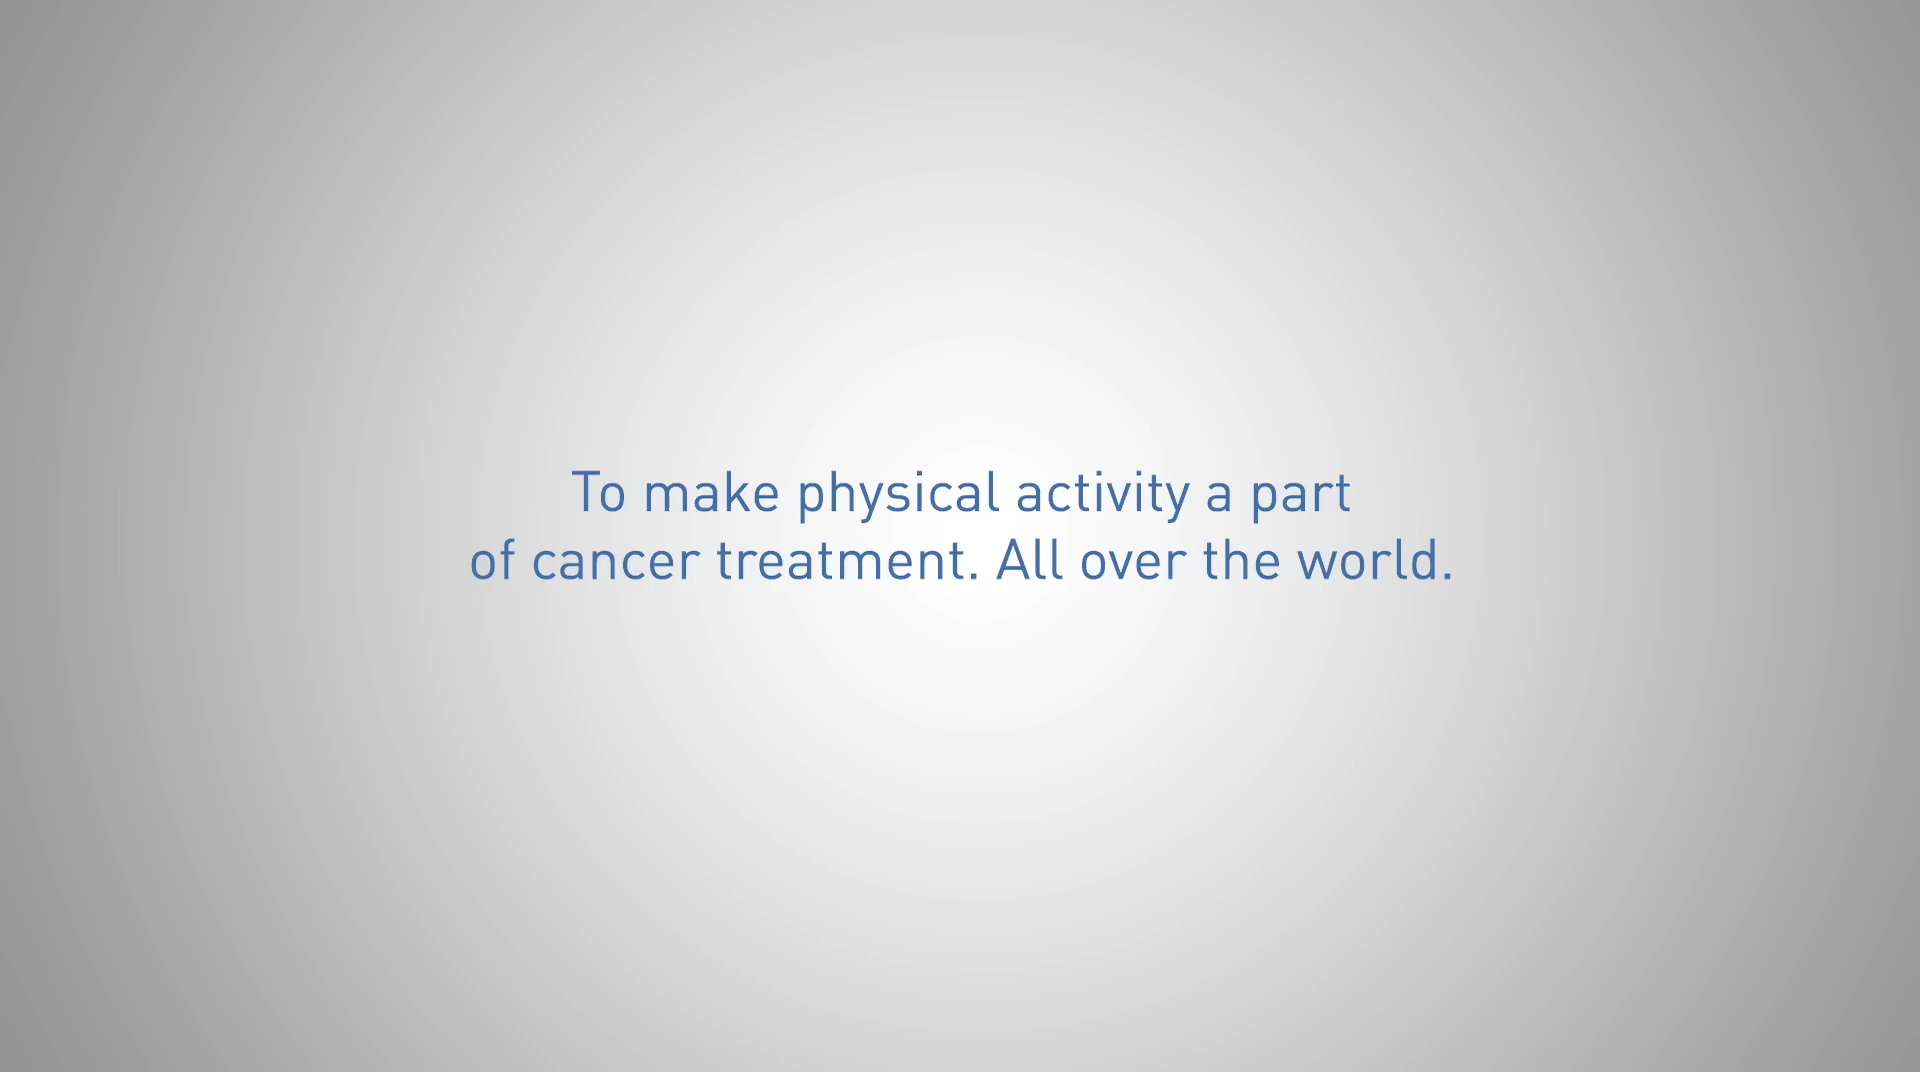 To make physical activity a part
of cancer treatment. All over the world.